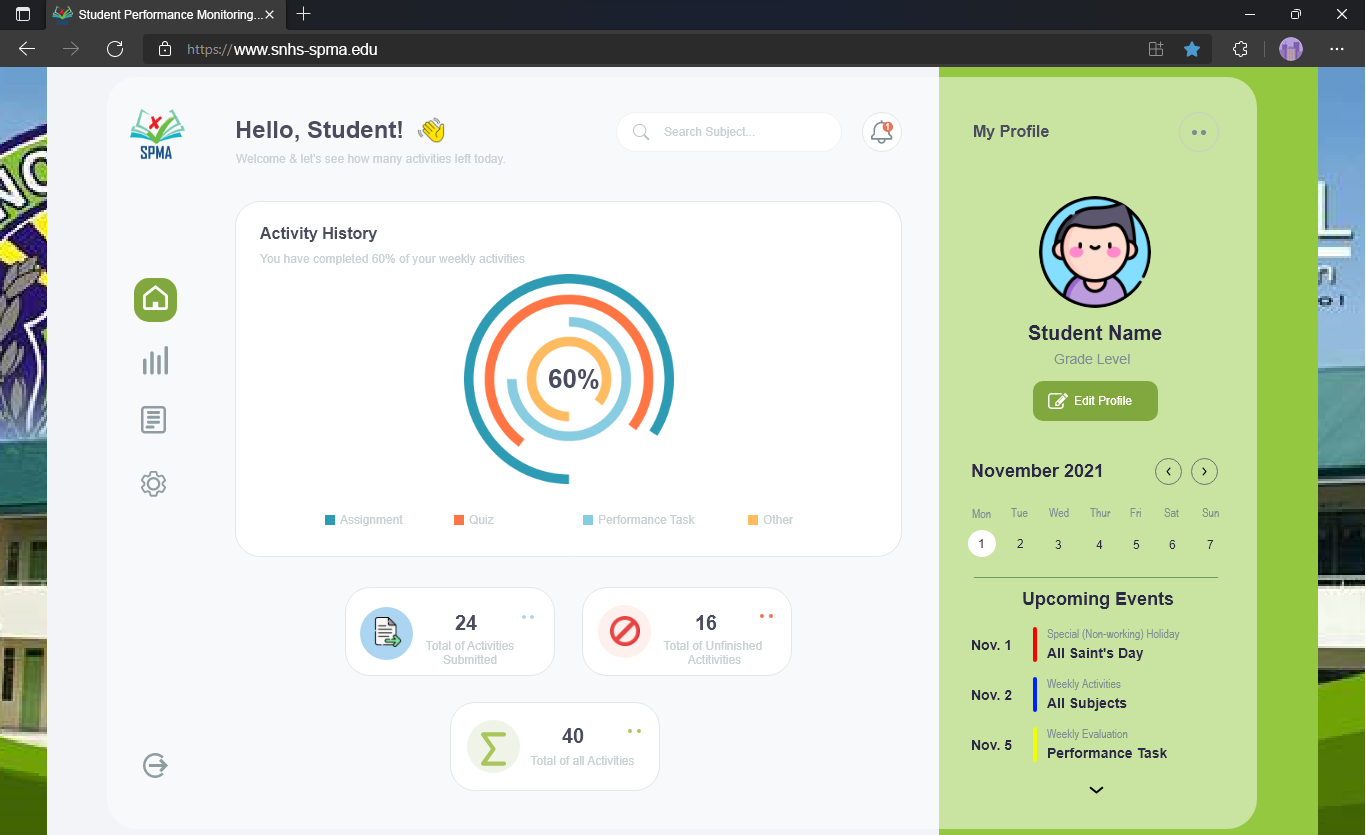 Student Performance Monitoring...
https://www.snhs-spma.edu
SPMA
Hello, Student!
Welcome & let's see how many activities left today.
Search Subject...
1
My Profile
Activity History
You have completed 60% of your weekly activities
60%
Assignment
Quiz
Performance Task
Other
24
Total of Activities
Submitted
16
Total of Unfinished
Actitivities
40
Total of all Activities
Student Name
Grade Level
Edit Profile
November 2021
Mon Tue Wed Thur Fri Sat Sun
1 2 3 4 5 6 7
Upcoming Events
Nov. 1
Special (Non-working) Holiday
All Saint's Day
Nov. 2
Weekly Activities
All Subjects
Nov. 5
Weekly Evaluation
Performance Task